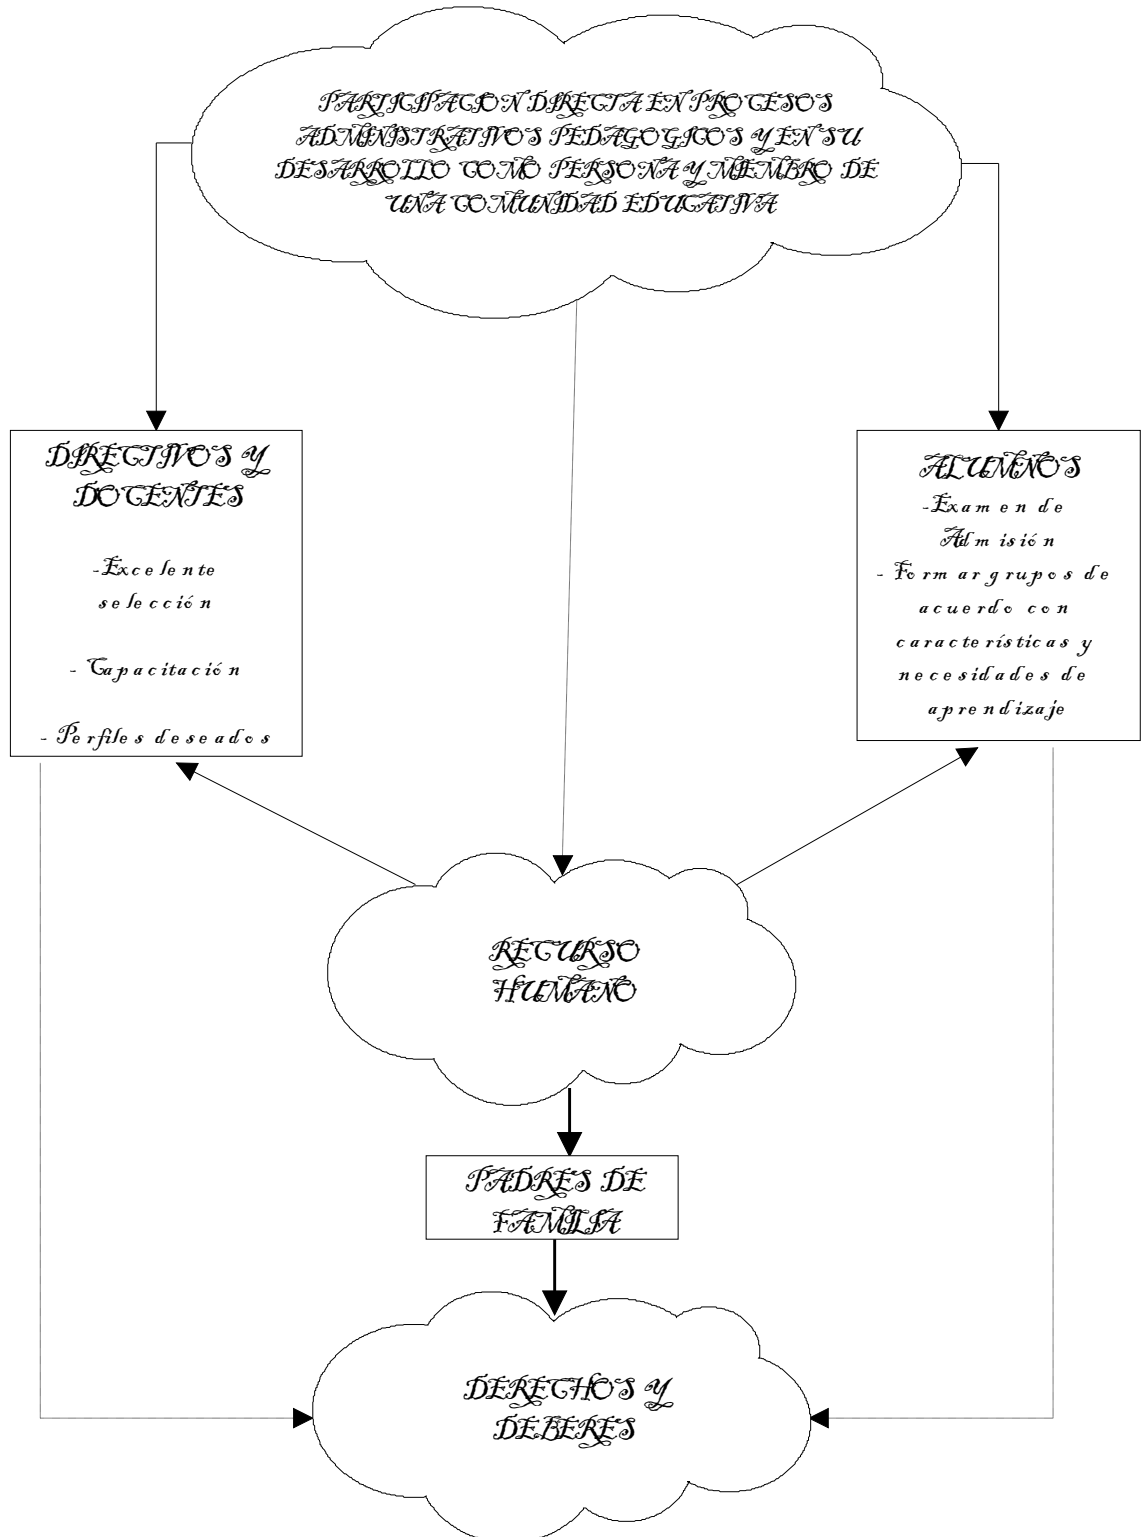 PARTICIPACION DIRECTA EN PROCESOS
ADMINISTRATIVOS PEDAGOGICOS Y EN SU
DESARROLLO COMO PERSONA Y MIEMBRO DE
UNA COMUNIDAD EDUCATIVA
DIRECTIVOS Y
DOCENTES
-Excelente
selección
- Capacitación
- Perfiles deseados
ALUMNOS
-Examen de
Admisión
- Formar grupos de
acuerdo con
características y
necesidades de
aprendizaje
RECURSO
HUMANO
PADRES DE
FAMILIA
DERECHOS Y
DEBERES